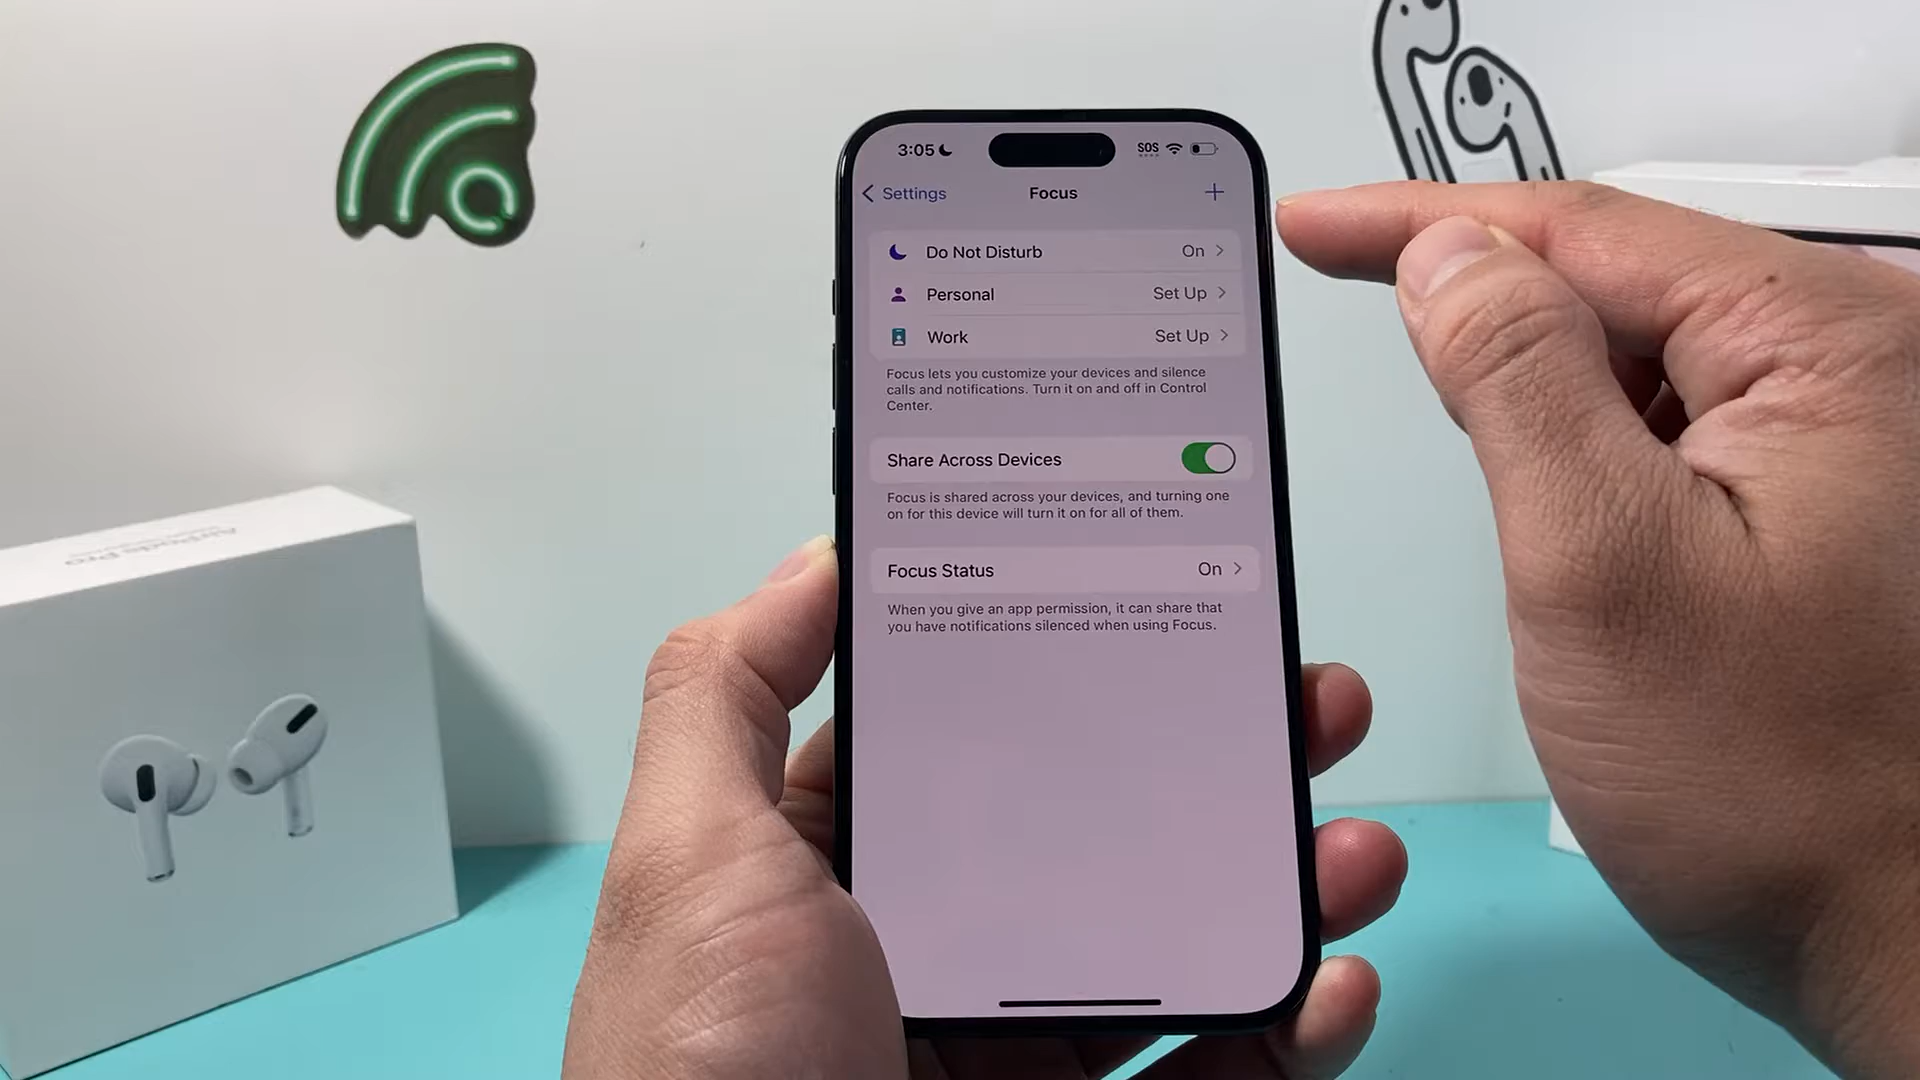 3:05
SOS
Settings
Focus
+
Do Not Disturb On
Personal Set Up
Work Set Up
Focus lets you customize your devices and silence
calls and notifications. Turn it on and off in Control
Center.
Share Across Devices
Focus is shared across your devices, and turning one
on for this device will turn it on for all of them.
Focus Status On
When you give an app permission, it can share that
you have notifications silenced when using Focus.
AirPods Pro